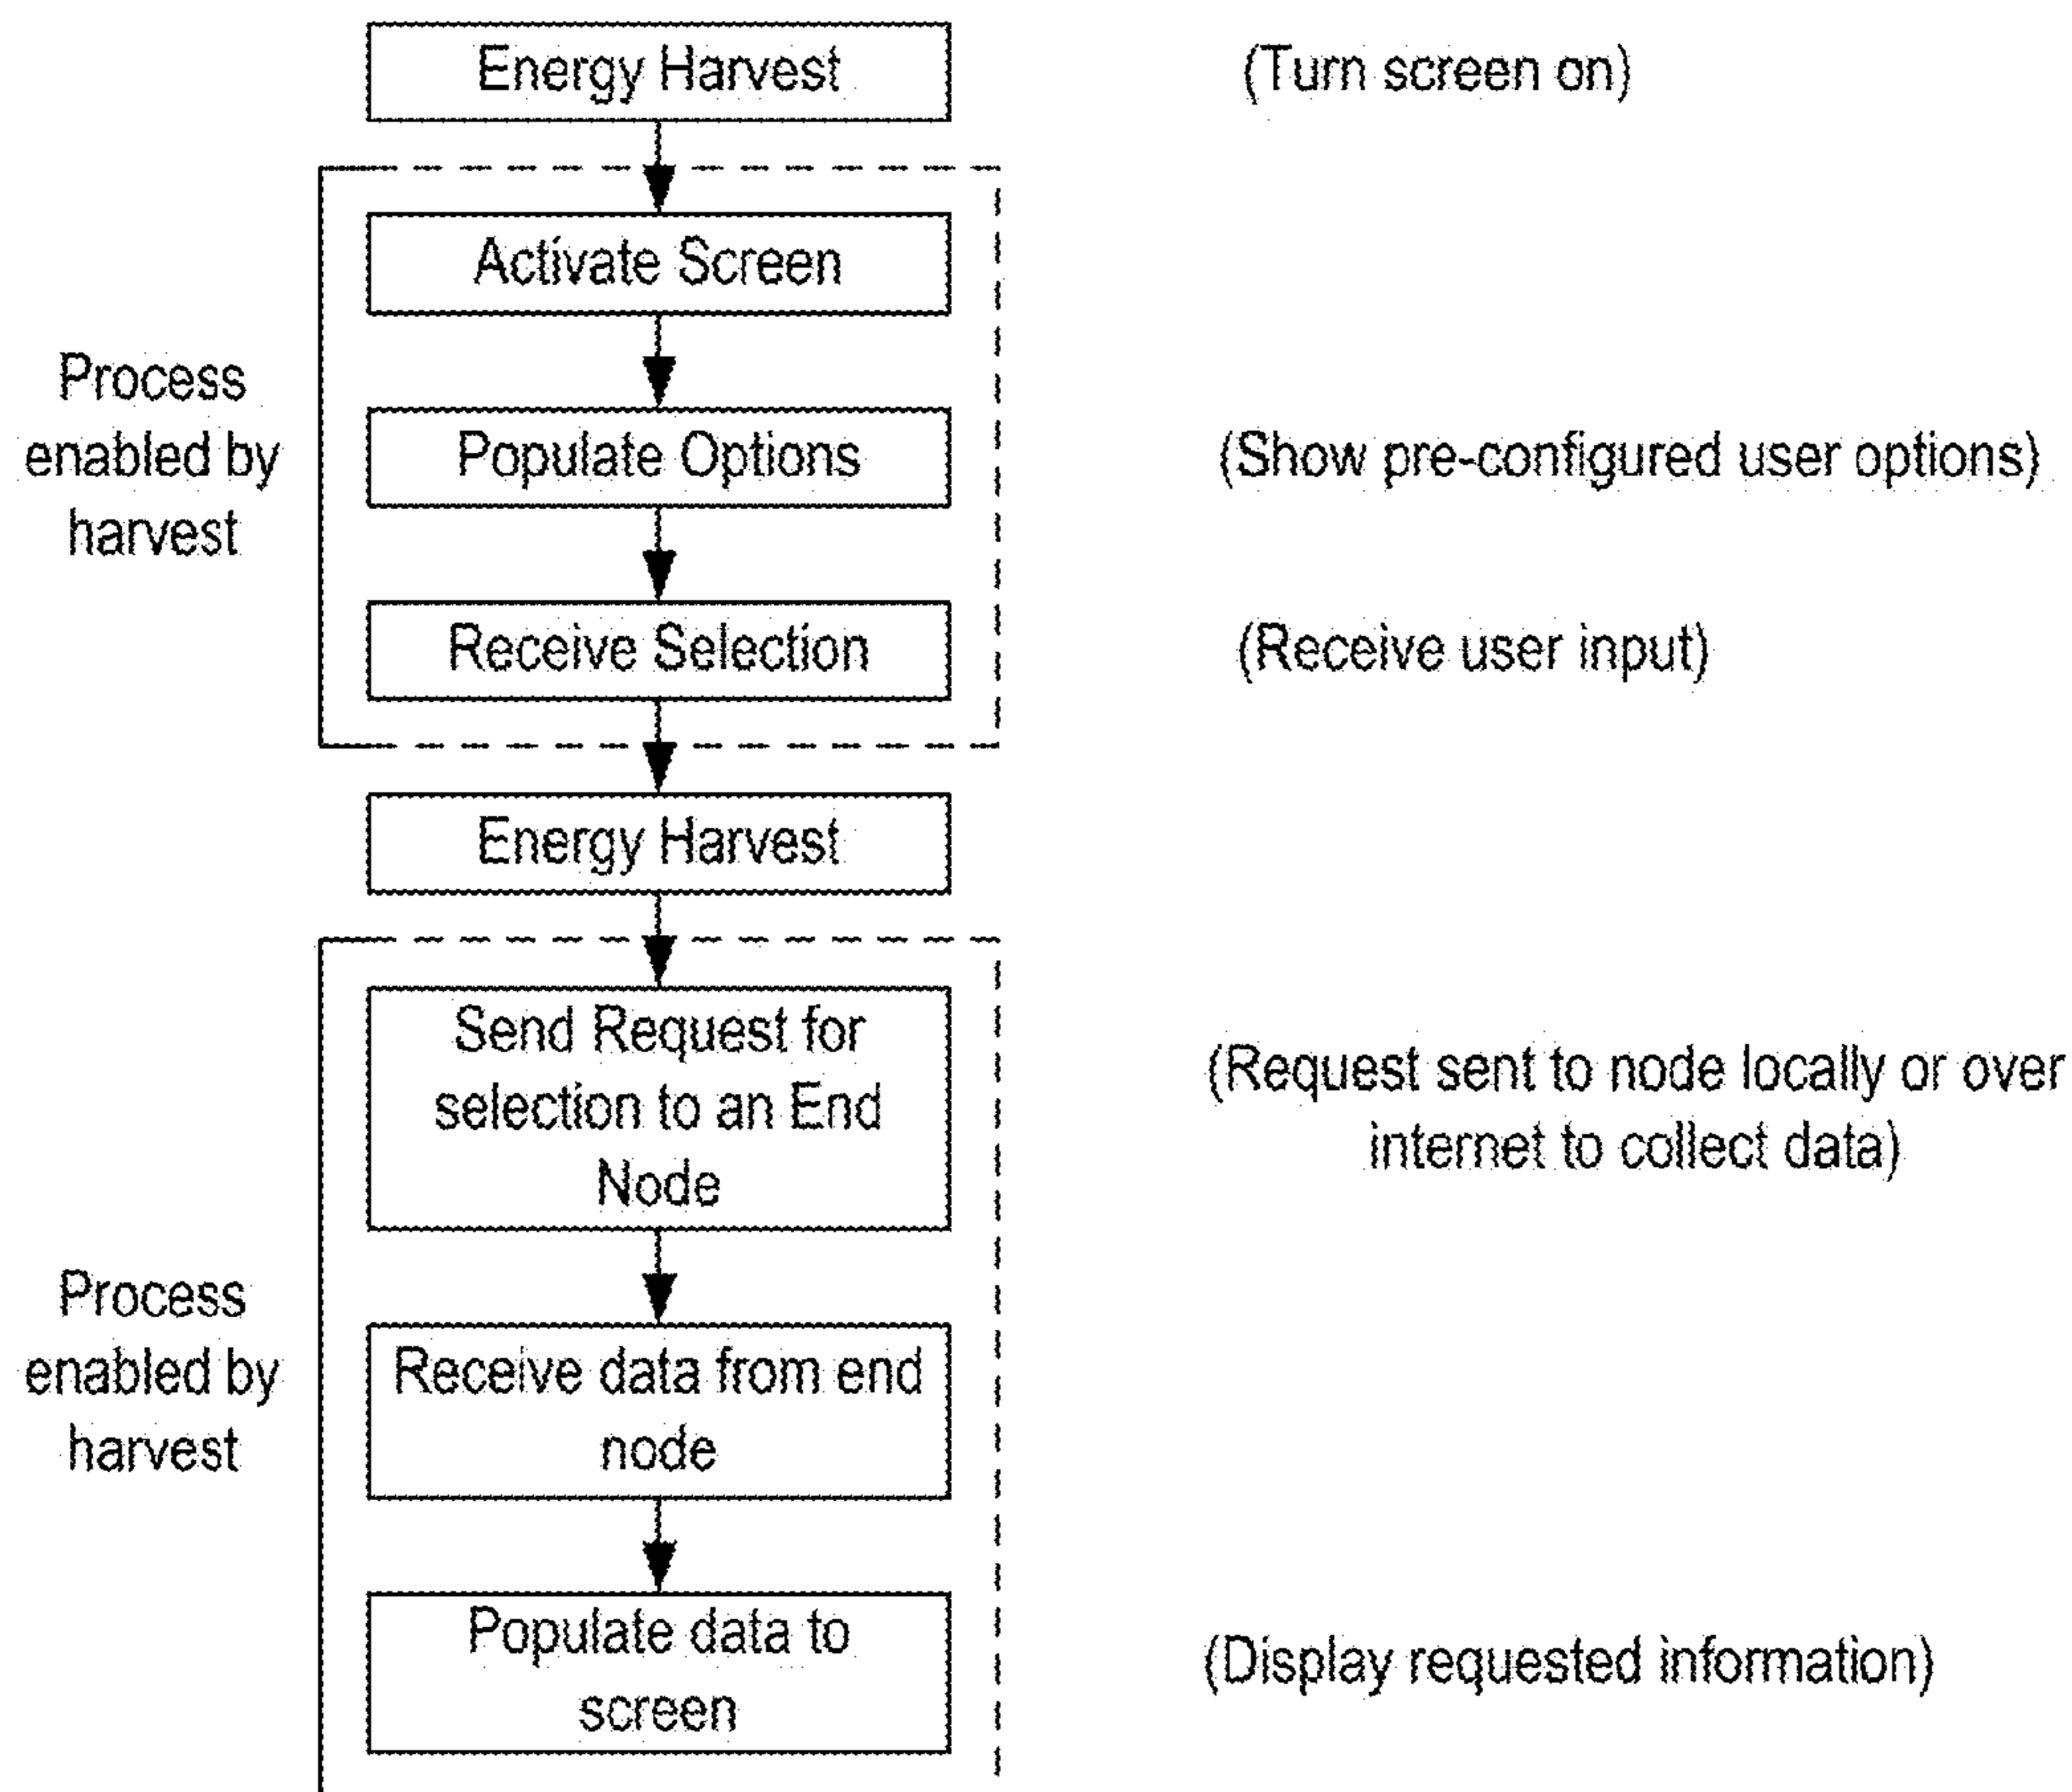 Energy Harvest
(Turn screen on)
Activate Screen
Process
enabled by
harvest
Populate Options
(Show pre-configured user options)
Receive Selection
(Receive user input)
Energy Harvest
Send Request for
selection to an End
Node
(Request sent to node locally or over
internet to collect data)
Process
enabled by
harvest
Receive data from end
node
Populate data to
screen
(Display requested information)